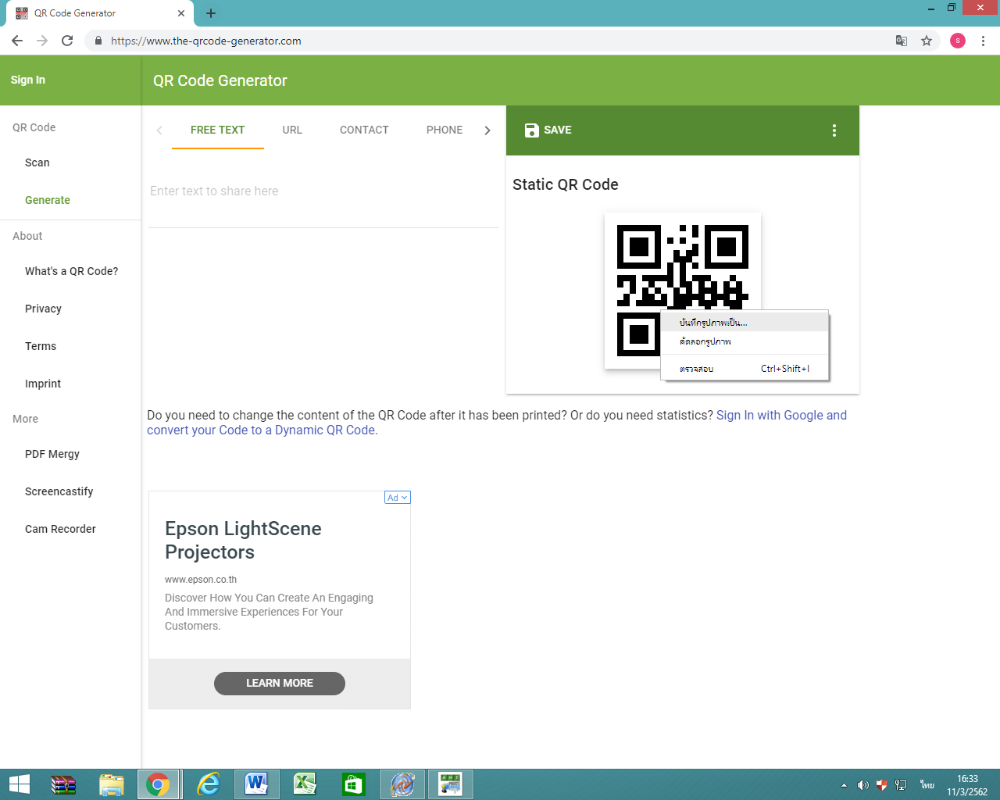 QR Code Generator
https://www.the-qrcode-generator.com
s
Sign In
QR Code Generator
QR Code
Scan
Generate
About
What's a QR Code?
Privacy
Terms
Imprint
More
PDF Mergy
Screencastify
Cam Recorder
FREE TEXT
URL
CONTACT
PHONE
Enter text to share here
SAVE
Static QR Code
บันทึกรูปภาพเป็น...
คัดลอกรูปภาพ
ตรวจสอบ Ctrl+Shift+I
Do you need to change the content of the QR Code after it has been printed? Or do you need statistics? Sign In with Google and
convert your Code to a Dynamic QR Code.
Ad
Epson LightScene
Projectors
www.epson.co.th
Discover How You Can Create An Engaging
And Immersive Experiences For Your
Customers.
LEARN MORE
ไทย
16:33
11/3/2562